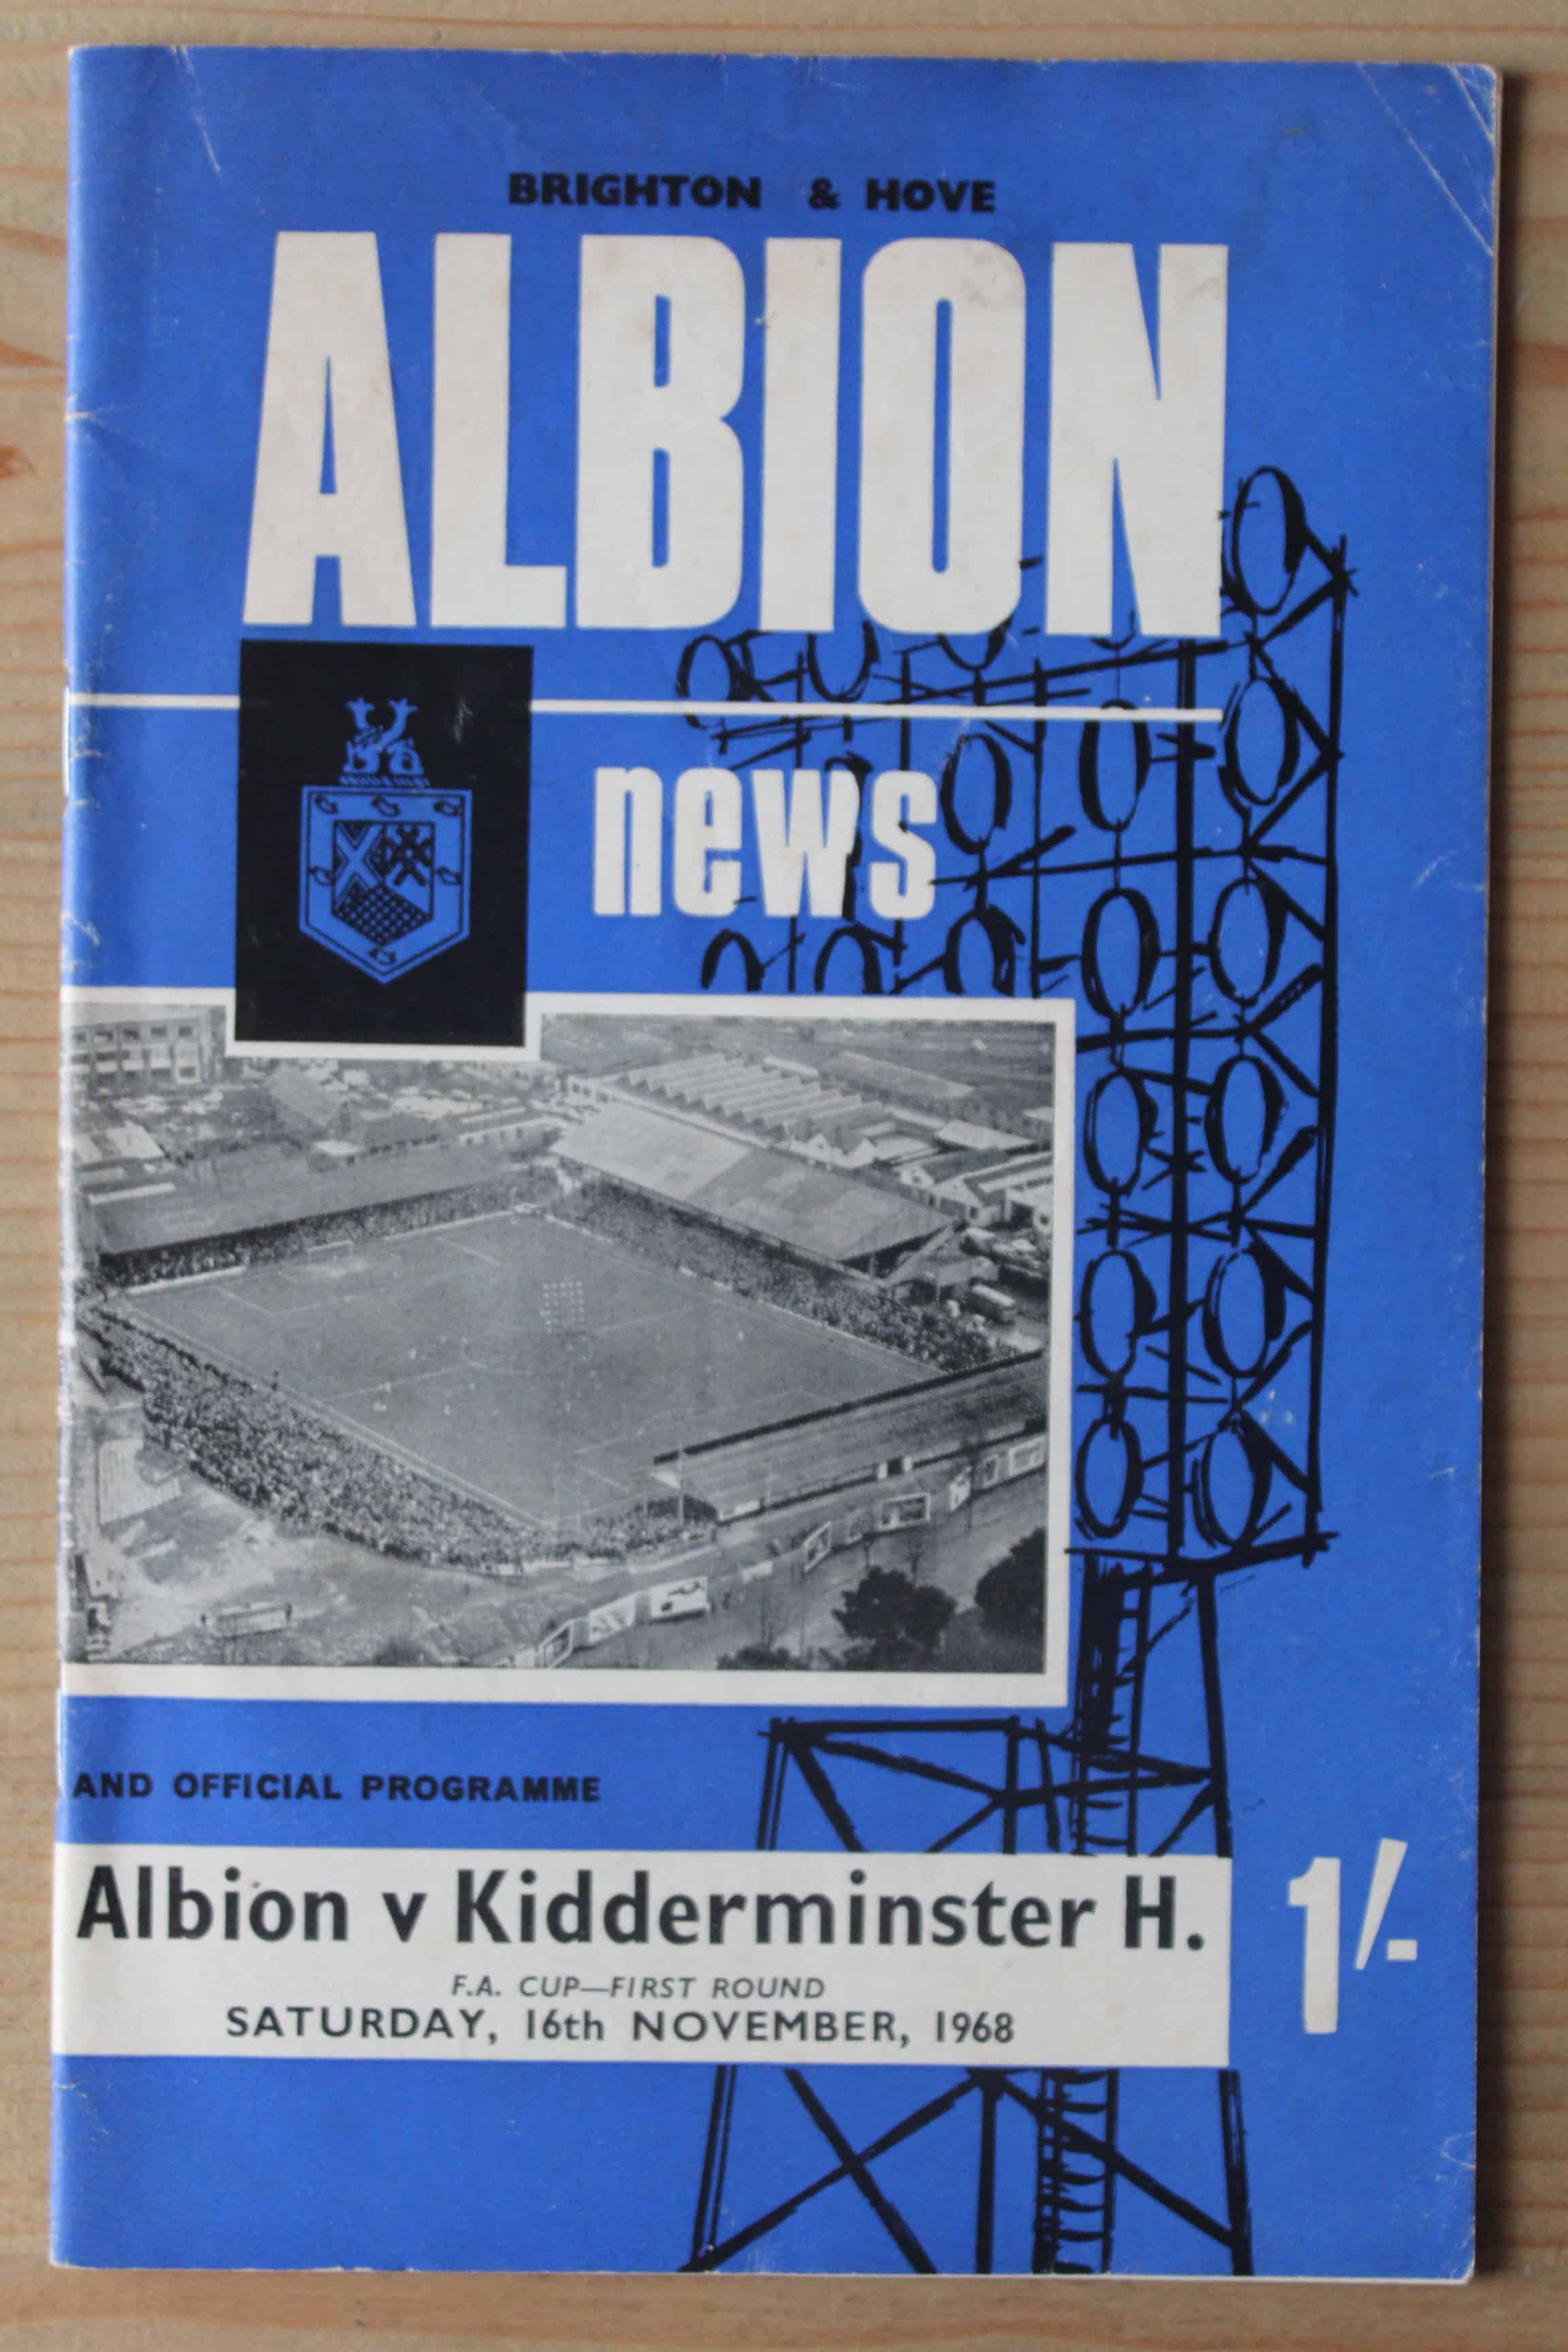 BRIGHTON & HOVE
ALBION
news
AND OFFICIAL PROGRAMME
Albion v Kidderminster H.
F.A. CUP—FIRST ROUND
SATURDAY, 16th NOVEMBER, 1968
1/-